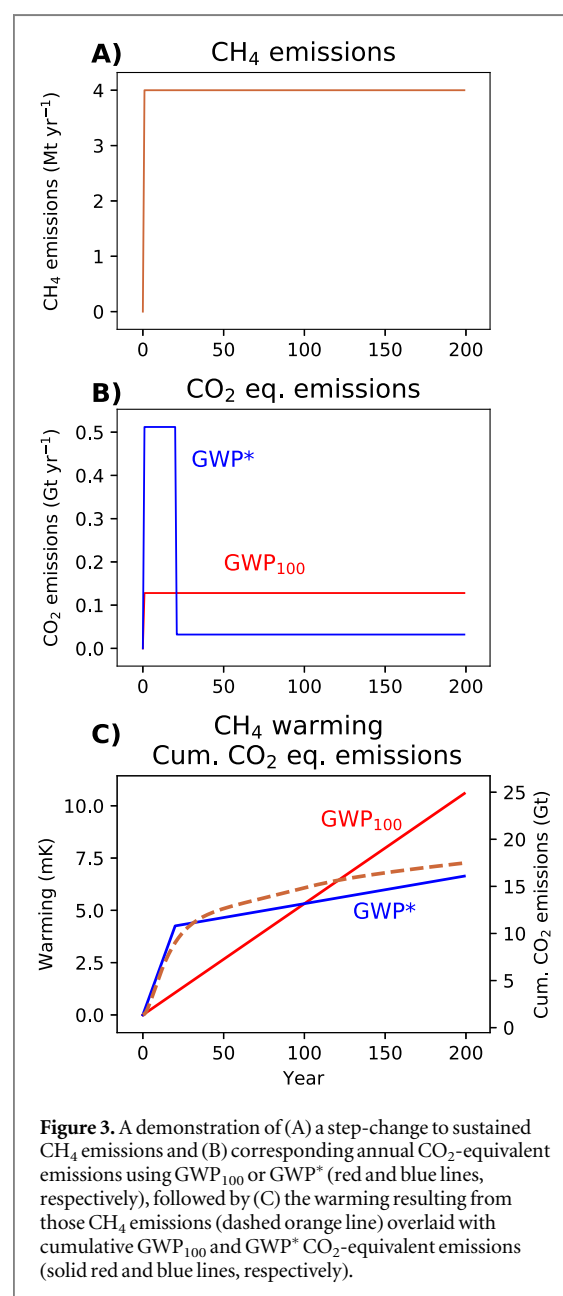 A) CH₄ emissions
CH₄ emissions (Mt yr⁻¹)
4
3
2
1
0
0 50 100 150 200
B) CO₂ eq. emissions
CO₂ emissions (Gt yr⁻¹)
0.5
0.4
0.3
0.2
0.1
0.0
GWP*
GWP₁₀₀
0 50 100 150 200
C) CH₄ warming
Cum. CO₂ eq. emissions
Warming (mK)
10.0
7.5
5.0
2.5
0.0
GWP₁₀₀
GWP*
25
20
15
10
5
0
Cum. CO₂ emissions (Gt)
0 50 100 150 200
Year
Figure 3. A demonstration of (A) a step-change to sustained
CH₄ emissions and (B) corresponding annual CO₂-equivalent
emissions using GWP₁₀₀ or GWP* (red and blue lines,
respectively), followed by (C) the warming resulting from
those CH₄ emissions (dashed orange line) overlaid with
cumulative GWP₁₀₀ and GWP* CO₂-equivalent emissions
(solid red and blue lines, respectively).